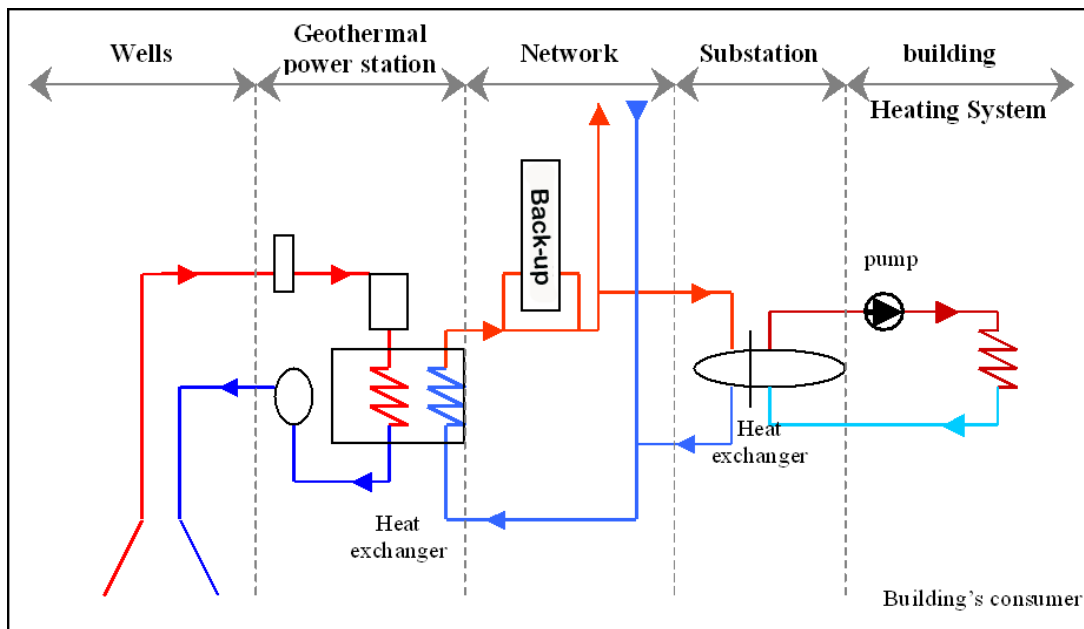 Wells
Geothermal
power station
Network
Substation
building
Heating System
Back-up
pump
Heat
exchanger
Heat
exchanger
Building's consumer